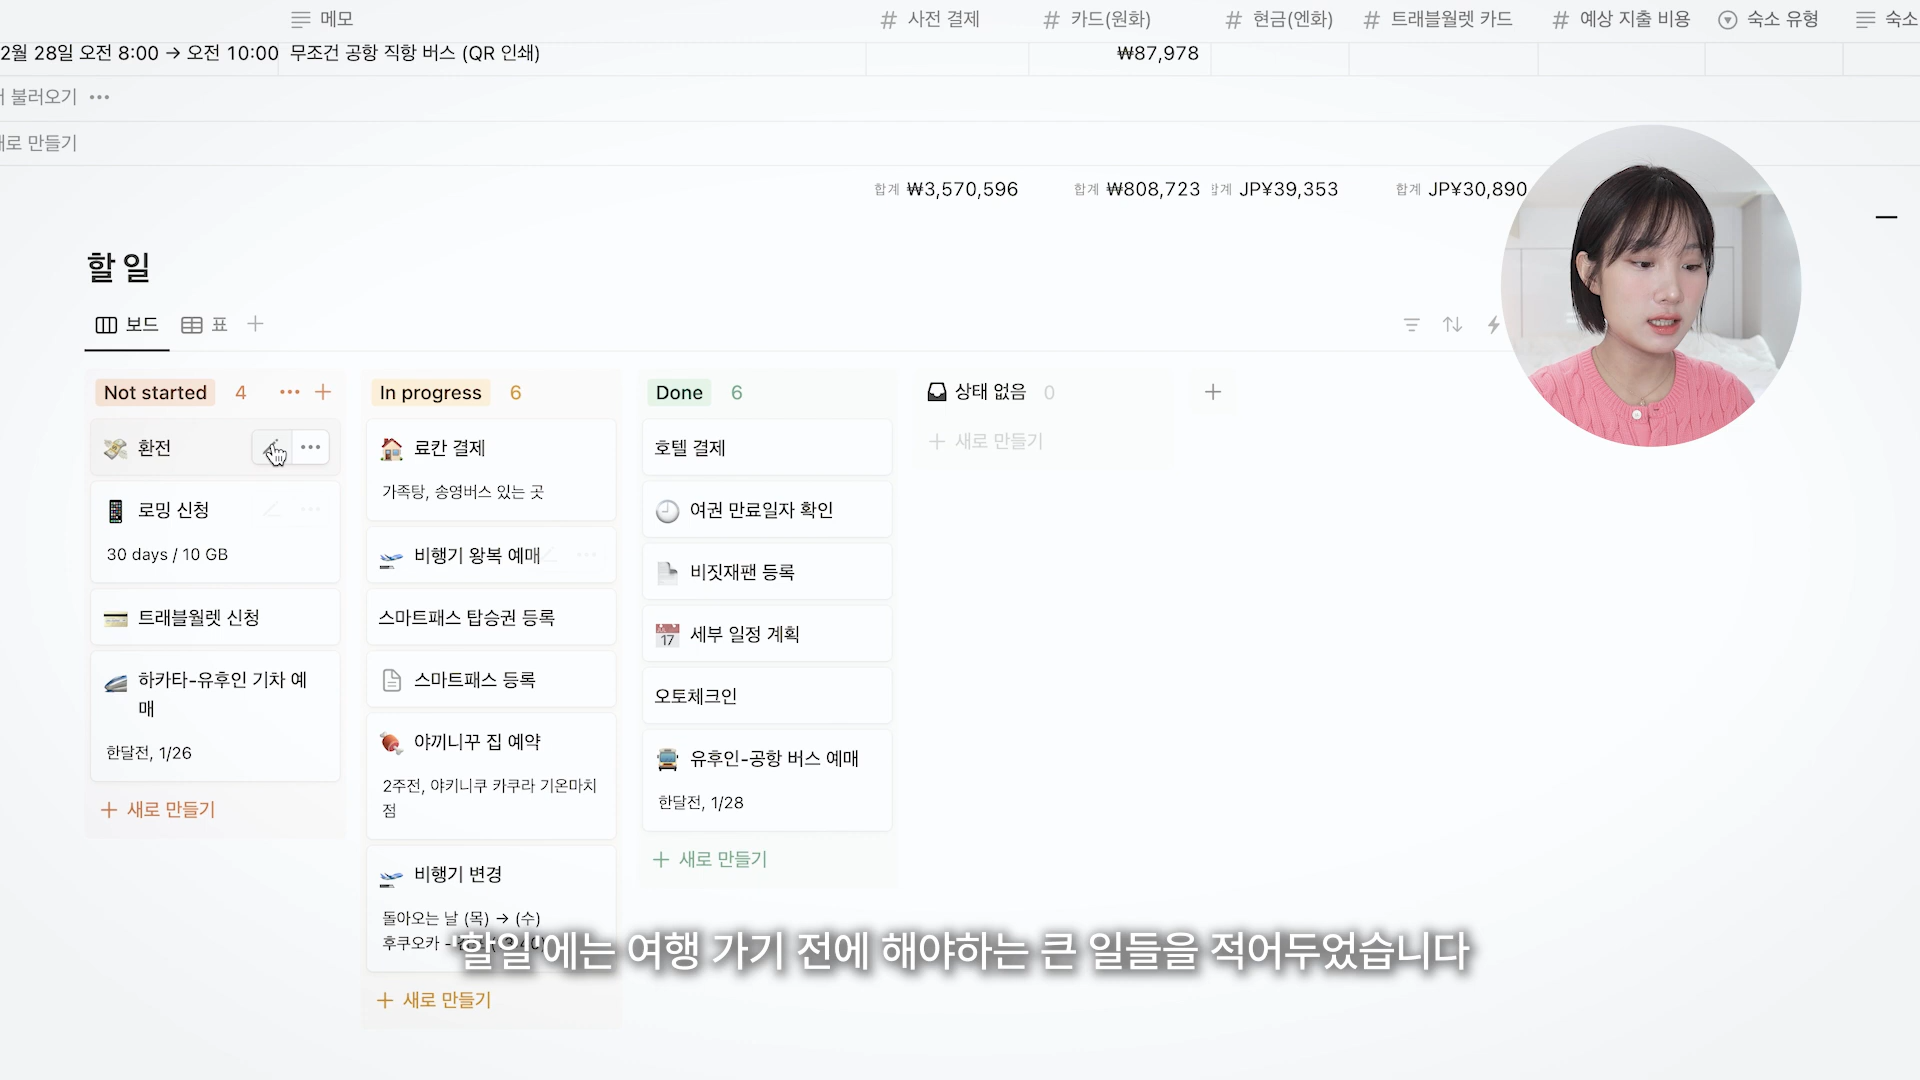 메모
사전 결제
카드(원화)
현금(엔화)
트래블월렛 카드
예상 지출 비용
숙소 유형
숙소
2월 28일 오전 8:00 → 오전 10:00
무조건 공항 직항 버스 (QR 인쇄)
₩87,978
불러오기
만들기
합계 ₩3,570,596
합계 ₩808,723
합계 JP¥39,353
합계 JP¥30,890
할 일
보드
표
Not started 4
환전
로밍 신청
30 days / 10 GB
트래블월렛 신청
하카타-유후인 기차 예
매
한달전, 1/26
+ 새로 만들기
In progress 6
료칸 결제
가족탕, 송영버스 있는 곳
비행기 왕복 예매
스마트패스 탑승권 등록
스마트패스 등록
야끼니꾸 집 예약
2주전, 야키니쿠 카쿠라 기온마치
점
비행기 변경
돌아오는 날 (목) → (수)
후쿠오카 -
+ 새로 만들기
Done 6
호텔 결제
여권 만료일자 확인
비짓재팬 등록
17
세부 일정 계획
오토체크인
유후인-공항 버스 예매
한달전, 1/28
+ 새로 만들기
상태 없음 0
+ 새로 만들기
'할일'에는 여행 가기 전에 해야하는 큰 일들을 적어두었습니다